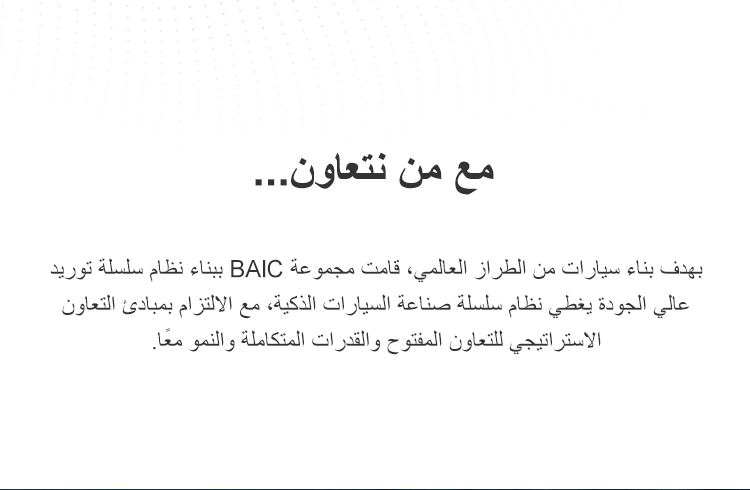 مع من نتعاون...
بهدف بناء سيارات من الطراز العالمي، قامت مجموعة BAIC ببناء نظام سلسلة توريد
عالي الجودة يغطي نظام سلسلة صناعة السيارات الذكية، مع الالتزام بمبادئ التعاون
الاستراتيجي للتعاون المفتوح والقدرات المتكاملة والنمو معًا.